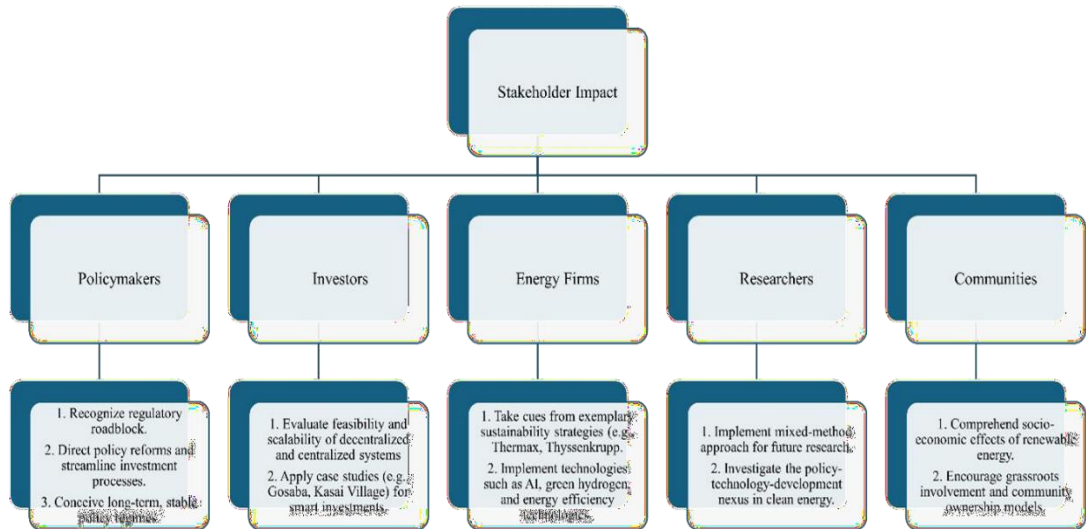 Stakeholder Impact
Policymakers
Investors
Energy Firms
Researchers
Communities
1. Recognize regulatory
roadblock.
2. Direct policy reforms and
streamline investment
processes.
3. Conceive long-term, stable
policy regimes.
1. Evaluate feasibility and
scalability of decentralized
and centralized systems
2. Apply case studies (e.g.,
Gosaba, Kasai Village) for
smart investments.
1. Take cues from exemplary
sustainability strategies (e.g.,
Thermax, Thyssenkrupp.
2. Implement technologies
such as AI, green hydrogen,
and energy efficiency
technologies.
1. Implement mixed-method
approach for future research.
2. Investigate the policy-
technology-development
nexus in clean energy.
1. Comprehend socio-
economic effects of renewable
energy.
2. Encourage grassroots
involvement and community
ownership models.